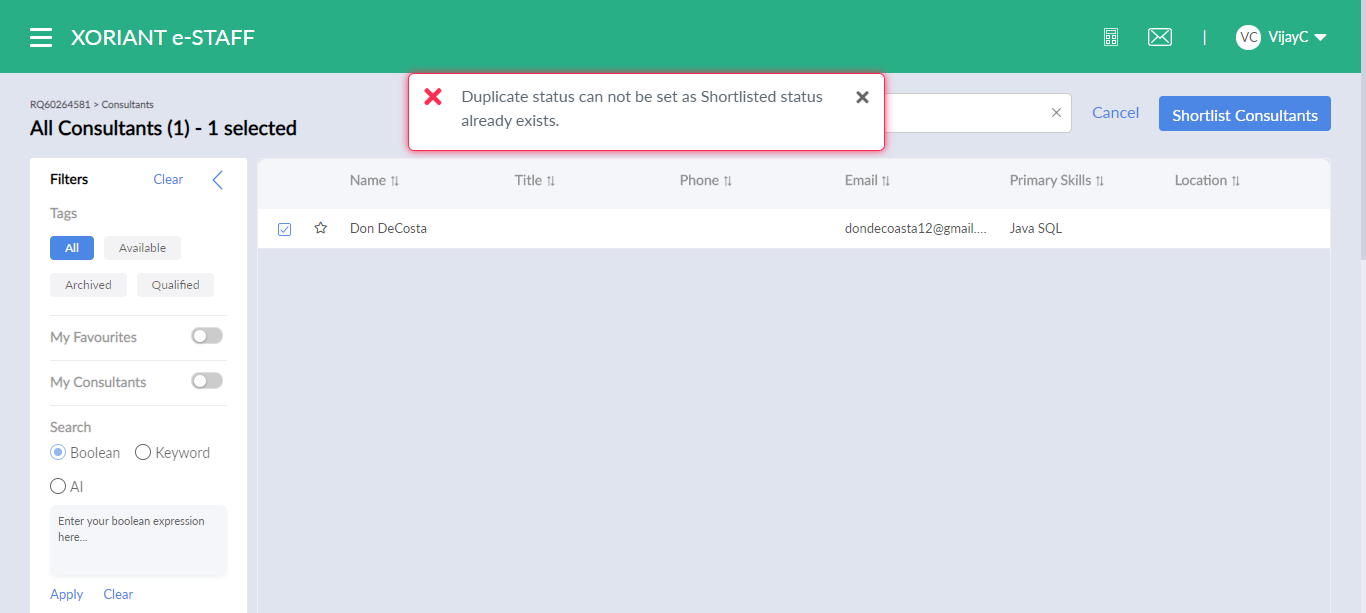 XORIANT e-STAFF
|
VC VijayC
RQ60264581 > Consultants
All Consultants (1) - 1 selected
Duplicate status can not be set as Shortlisted status
already exists.
Cancel
Shortlist Consultants
Filters
Clear
Tags
All
Available
Archived
Qualified
My Favourites
My Consultants
Search
Boolean
Keyword
AI
Enter your boolean expression
here...
Apply
Clear
Name Title Phone Email Primary Skills Location
Don DeCosta dondecoasta12@gmail.... Java SQL